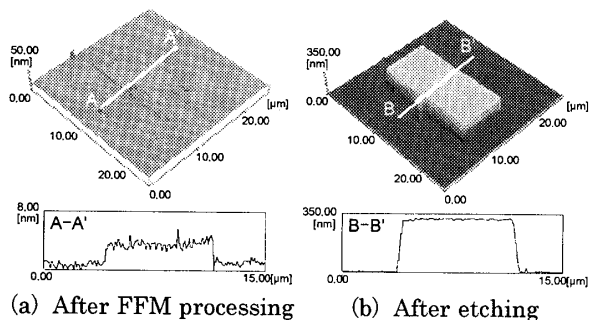 50.00
[nm]
0.00
A
A'
[μm]
20.00
10.00
10.00
20.00
0.00
350.00
[nm]
0.00
B
B'
[μm]
20.00
10.00
10.00
20.00
0.00
8.00
[nm]
A-A'
0.00
15.00[μm]
350.00
[nm]
B-B'
0.00
15.00[μm]
(a) After FFM processing
(b) After etching